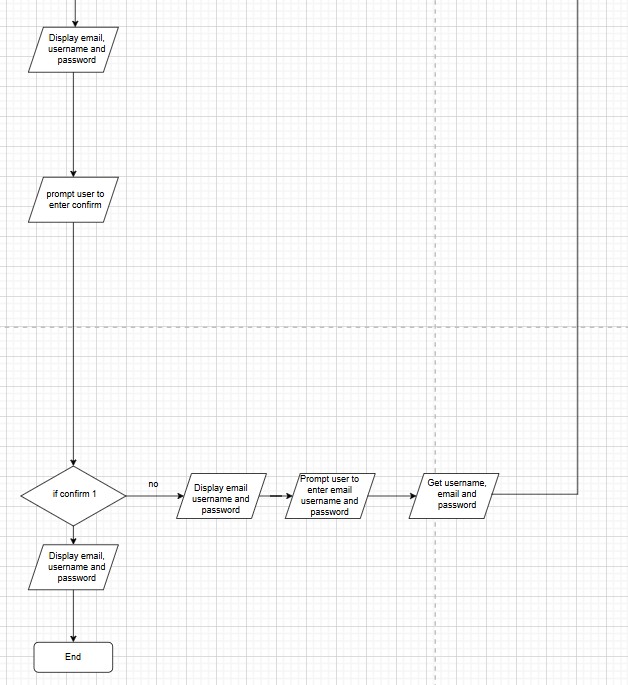 Display email,
username and
password
prompt user to
enter confirm
if confirm 1
no
Display email
username and
password
Prompt user to
enter email
username and
password
Get username,
email and
password
Display email,
username and
password
End